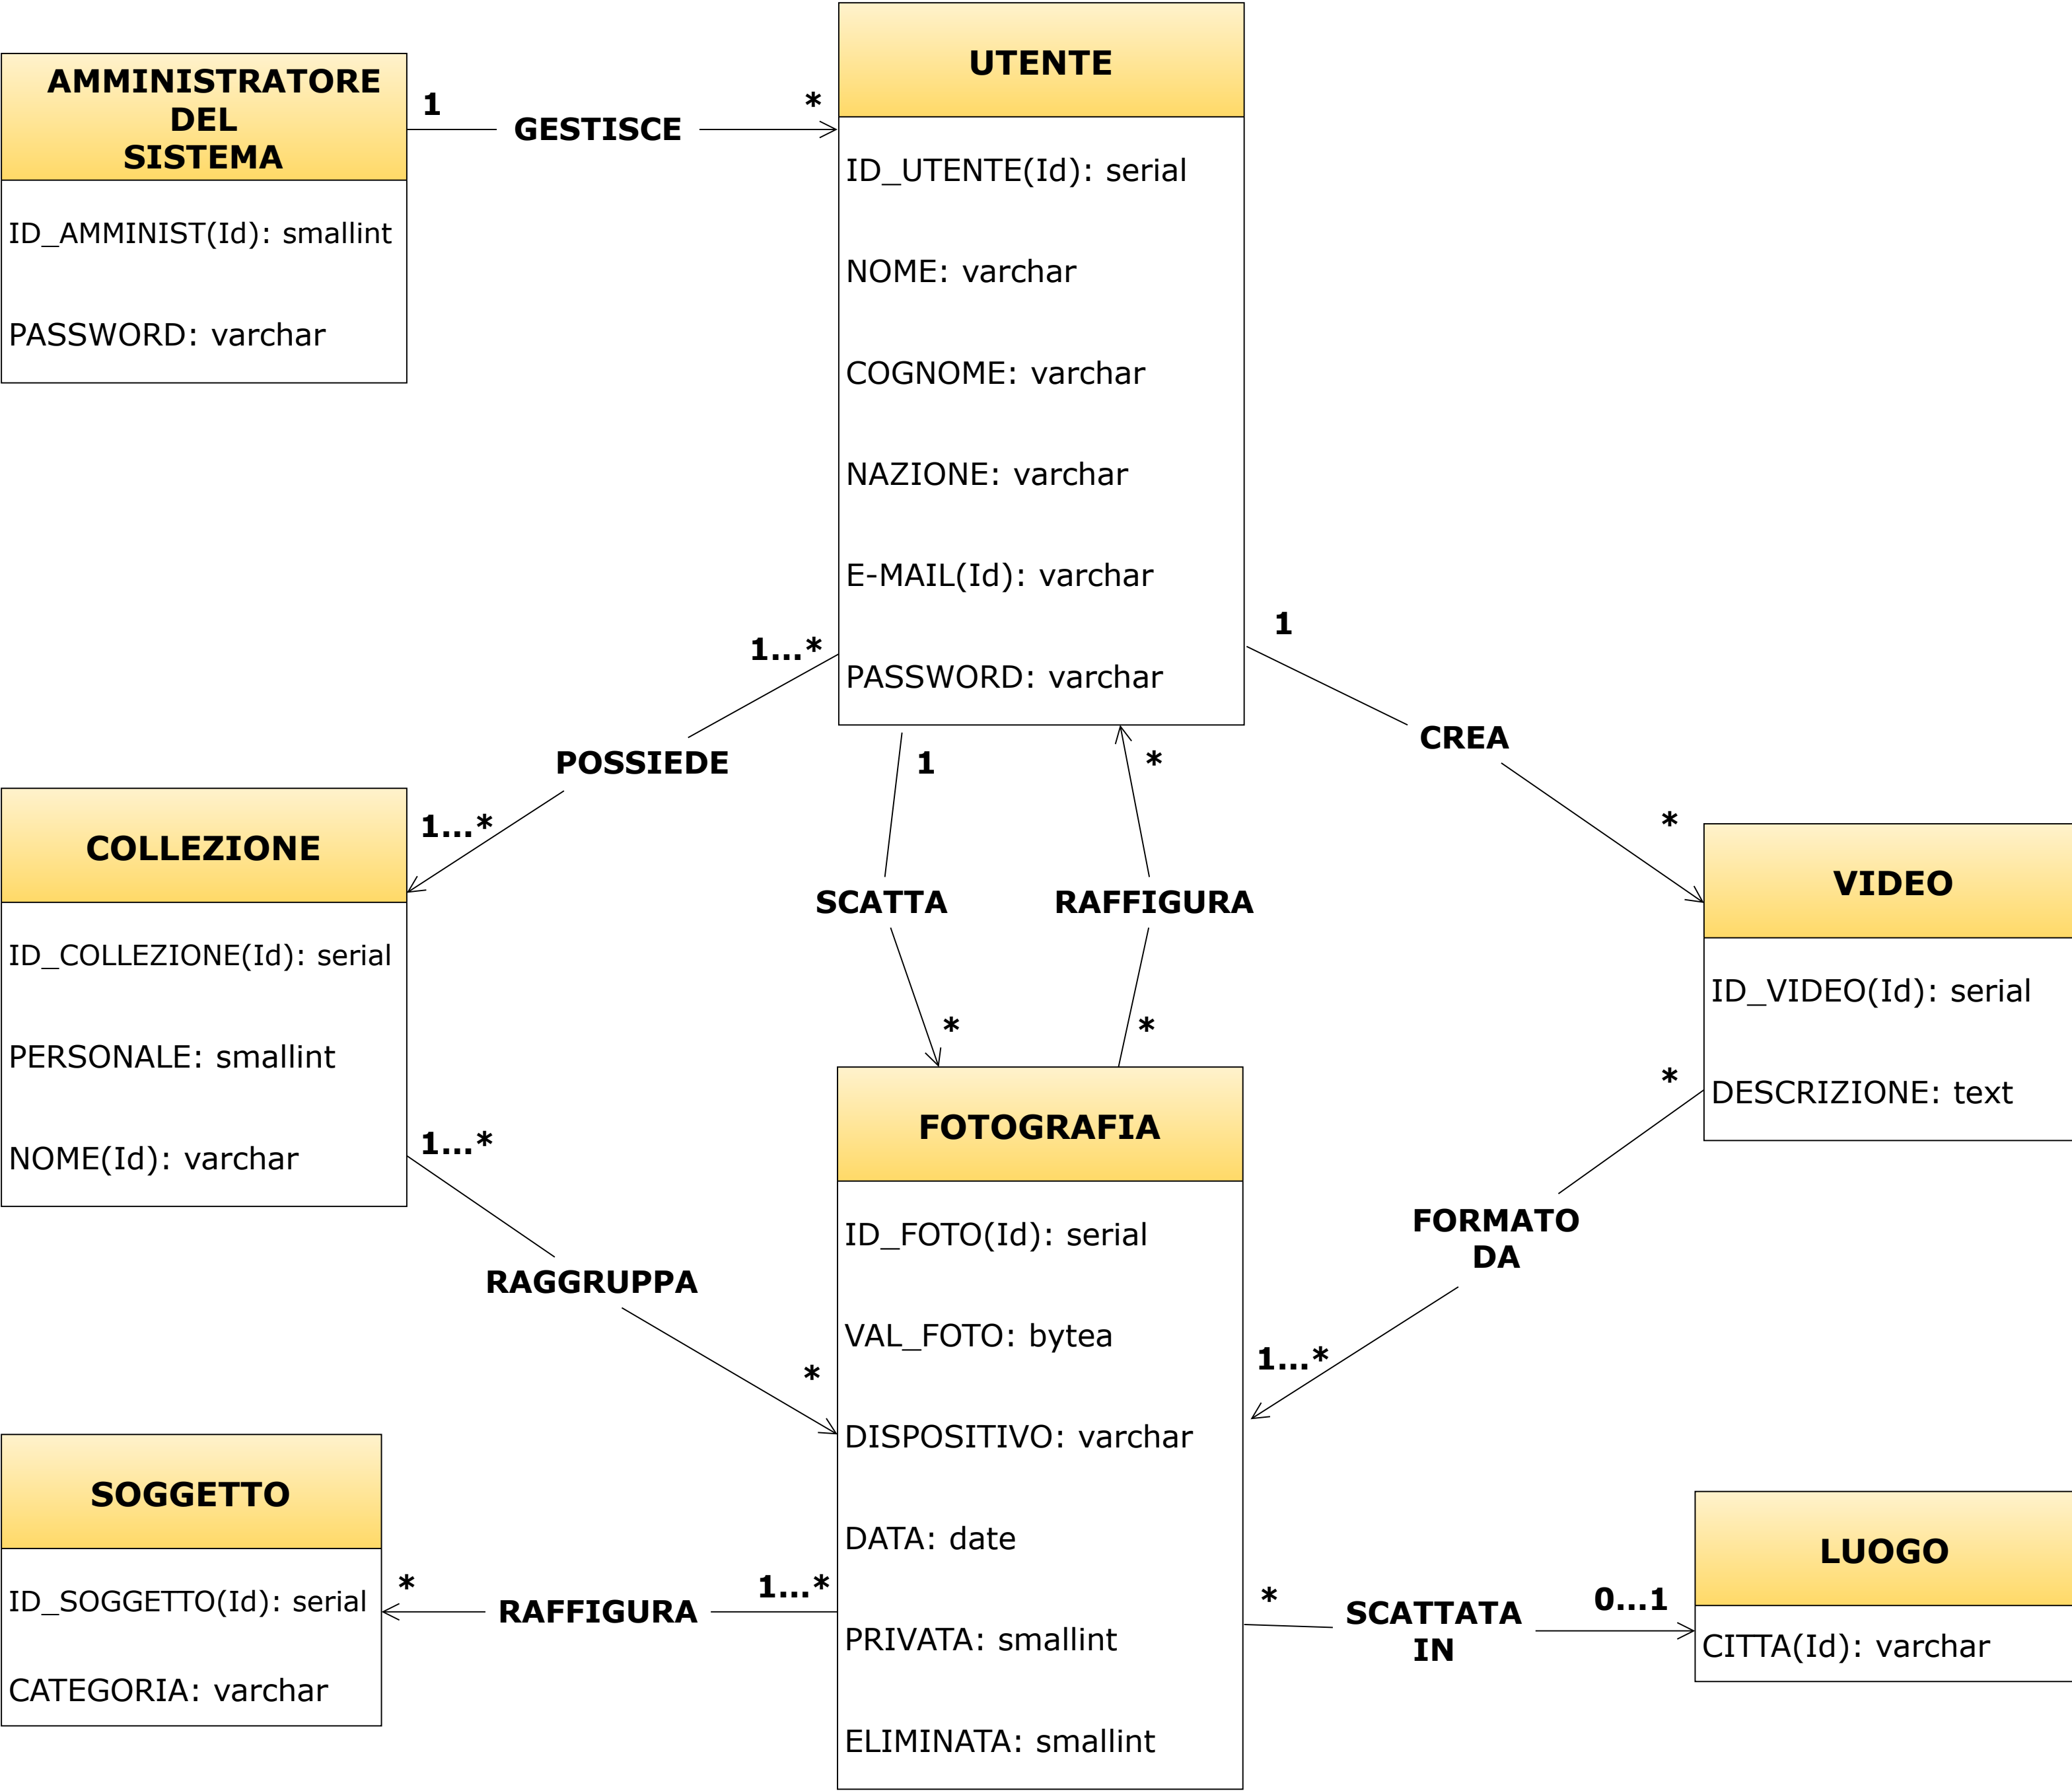 AMMINISTRATORE
DEL
SISTEMA
ID_AMMINIST(Id): smallint
PASSWORD: varchar
1
GESTISCE
*
UTENTE
ID_UTENTE(Id): serial
NOME: varchar
COGNOME: varchar
NAZIONE: varchar
E-MAIL(Id): varchar
PASSWORD: varchar
1...*
POSSIEDE
1...*
1
SCATTA
*
*
RAFFIGURA
*
1
CREA
*
COLLEZIONE
ID_COLLEZIONE(Id): serial
PERSONALE: smallint
NOME(Id): varchar
1...*
RAGGRUPPA
*
VIDEO
ID_VIDEO(Id): serial
DESCRIZIONE: text
*
FORMATO
DA
1...*
FOTOGRAFIA
ID_FOTO(Id): serial
VAL_FOTO: bytea
DISPOSITIVO: varchar
DATA: date
PRIVATA: smallint
ELIMINATA: smallint
SOGGETTO
ID_SOGGETTO(Id): serial
CATEGORIA: varchar
*
RAFFIGURA
1...*
*
SCATTATA
IN
0...1
LUOGO
CITTA(Id): varchar